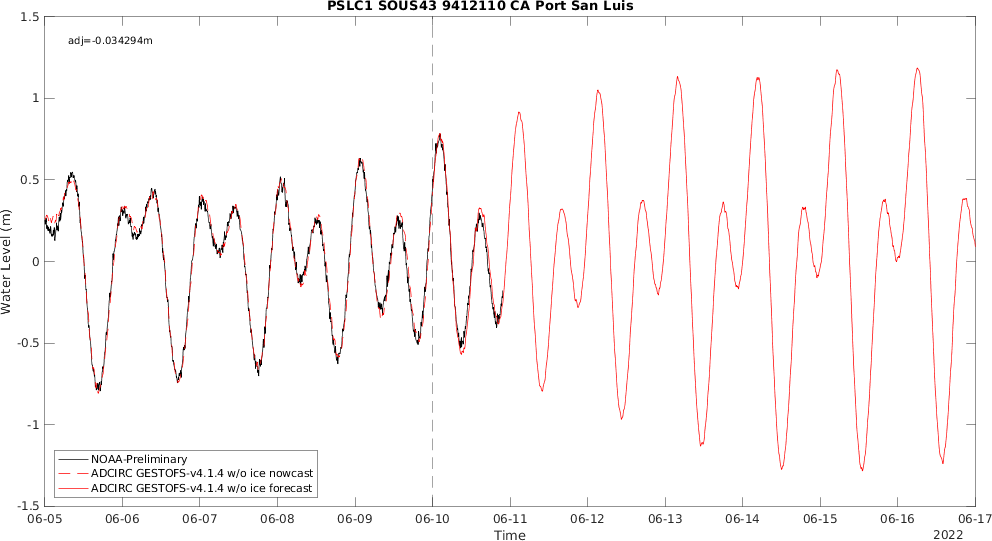 PSLC1 SOUS43 9412110 CA Port San Luis
adj=-0.034294m
1.5
1
0.5
0
-0.5
-1
-1.5
Water Level (m)
NOAA-Preliminary
ADCIRC GESTOFS-v4.1.4 w/o ice nowcast
ADCIRC GESTOFS-v4.1.4 w/o ice forecast
06-05 06-06 06-07 06-08 06-09 06-10 06-11 06-12 06-13 06-14 06-15 06-16 06-17
Time
2022